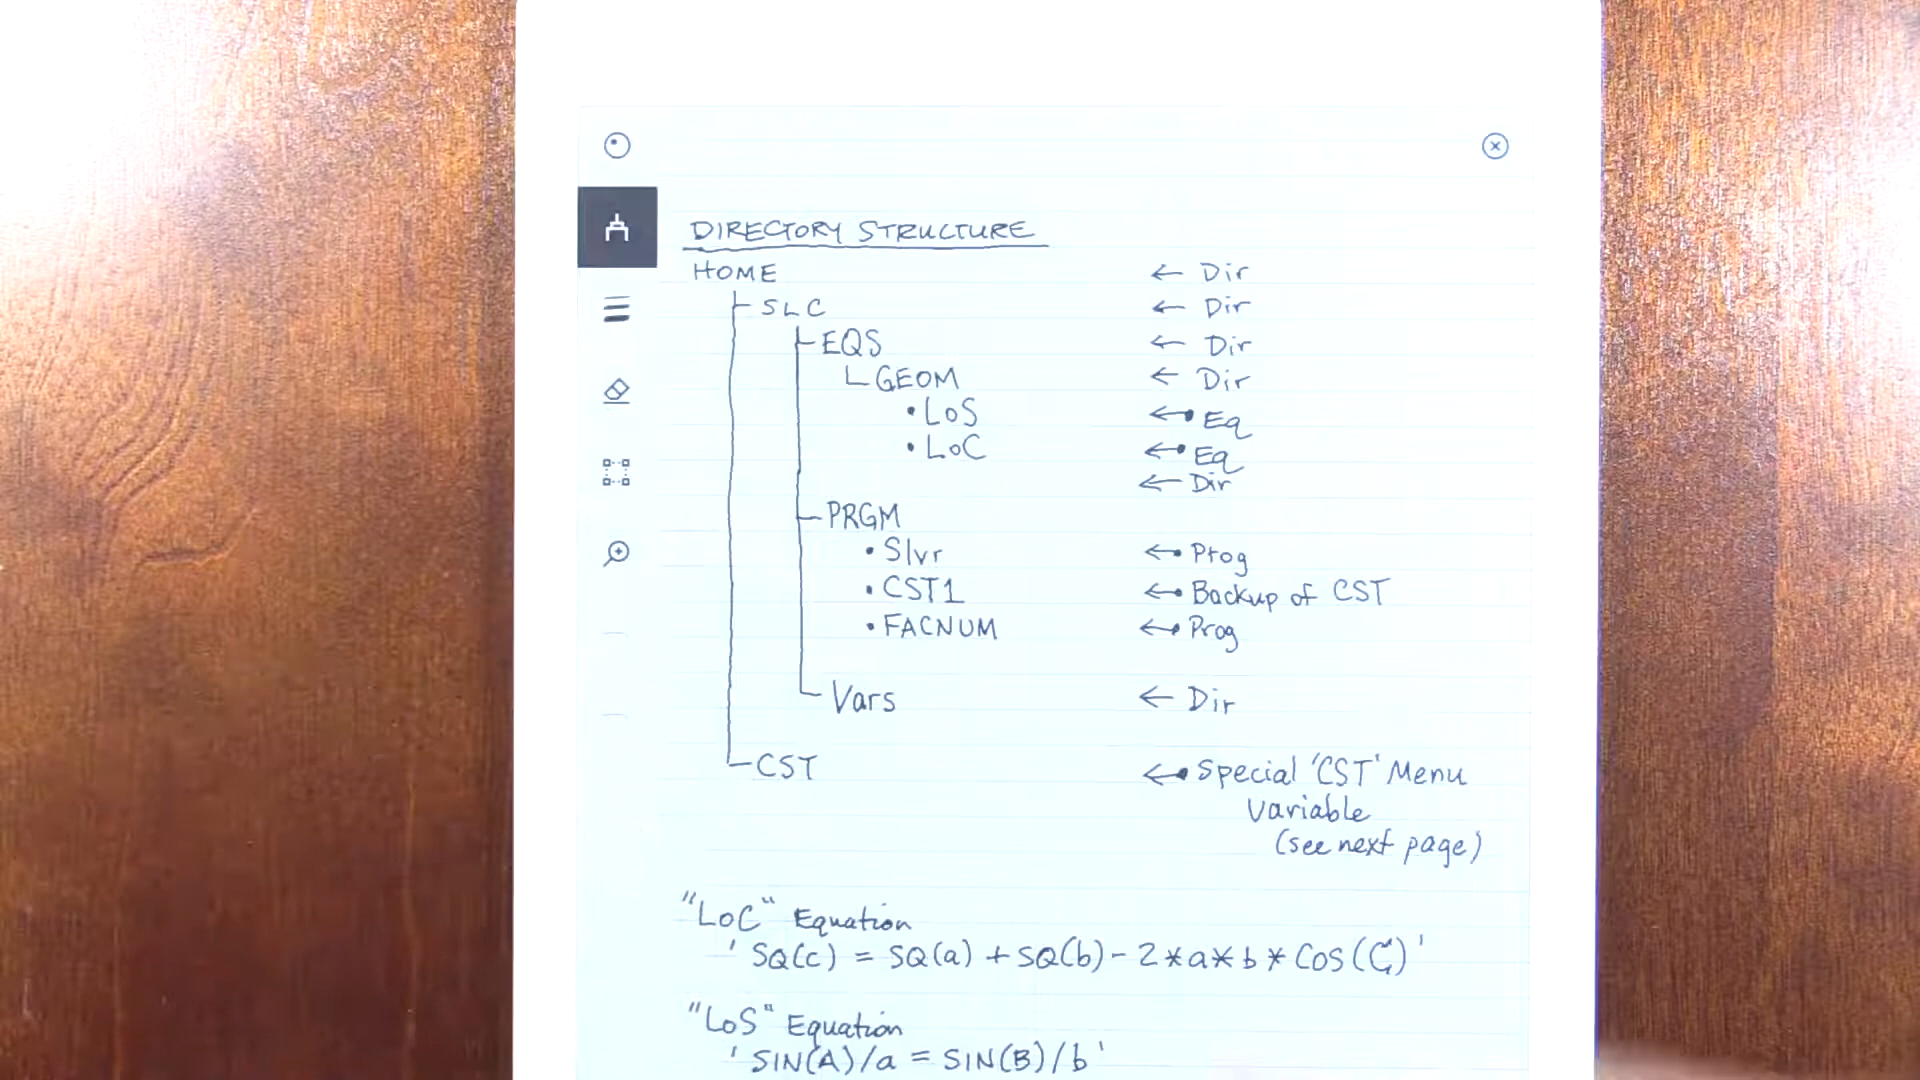 DIRECTORY STRUCTURE
HOME ← Dir
SLC ← Dir
EQS ← Dir
GEOM ← Dir
• LoS ← Eq
• LoC ← Eq
← Dir
PRGM
• Slvr ← Prog
• CST1 ← Backup of CST
• FACNUM ← Prog
Vars ← Dir
CST ← Special 'CST' Menu
Variable
(see next page)
"LoC" Equation
' SQ(c) = SQ(a) + SQ(b) - 2*a*b* COS(C)'
"LoS" Equation
' SIN(A)/a = SIN(B)/b'